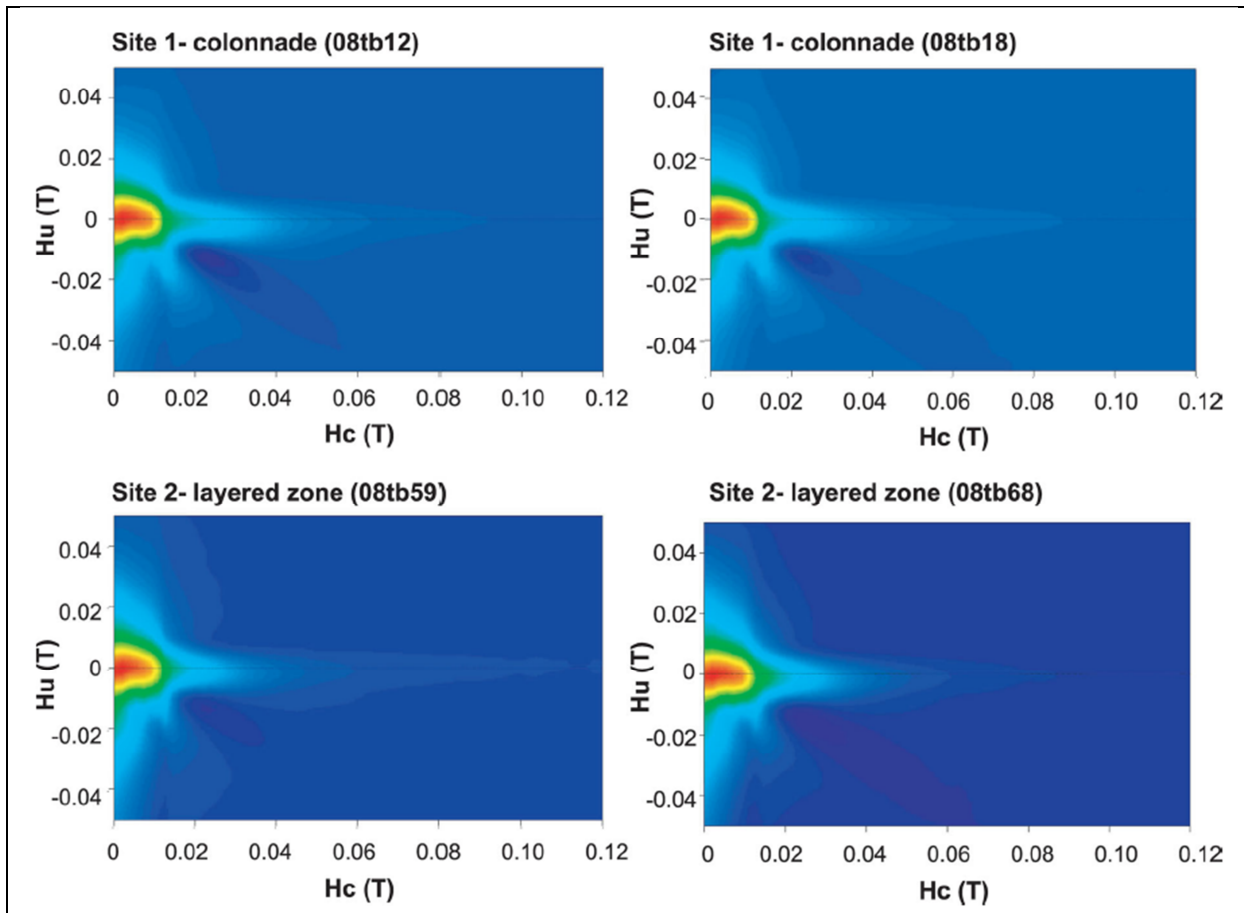 Site 1- colonnade (08tb12)
0.04
0.02
0
-0.02
-0.04
Hu (T)
0 0.02 0.04 0.06 0.08 0.10 0.12
Hc (T)
Site 1- colonnade (08tb18)
0.04
0.02
0
-0.02
-0.04
Hu (T)
0 0.02 0.04 0.06 0.08 0.10 0.12
Hc (T)
Site 2- layered zone (08tb59)
0.04
0.02
0
-0.02
-0.04
Hu (T)
0 0.02 0.04 0.06 0.08 0.10 0.12
Hc (T)
Site 2- layered zone (08tb68)
0.04
0.02
0
-0.02
-0.04
Hu (T)
0 0.02 0.04 0.06 0.08 0.10 0.12
Hc (T)